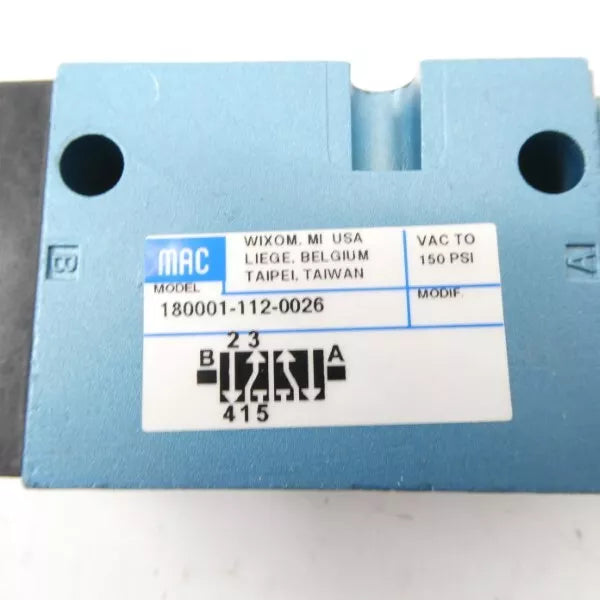 MAC
WIXOM, MI USA
LIEGE, BELGIUM
TAIPEI, TAIWAN
VAC TO
150 PSI
MODEL
180001-112-0026
MODIF.
2 3
B
A
4 1 5
B
A